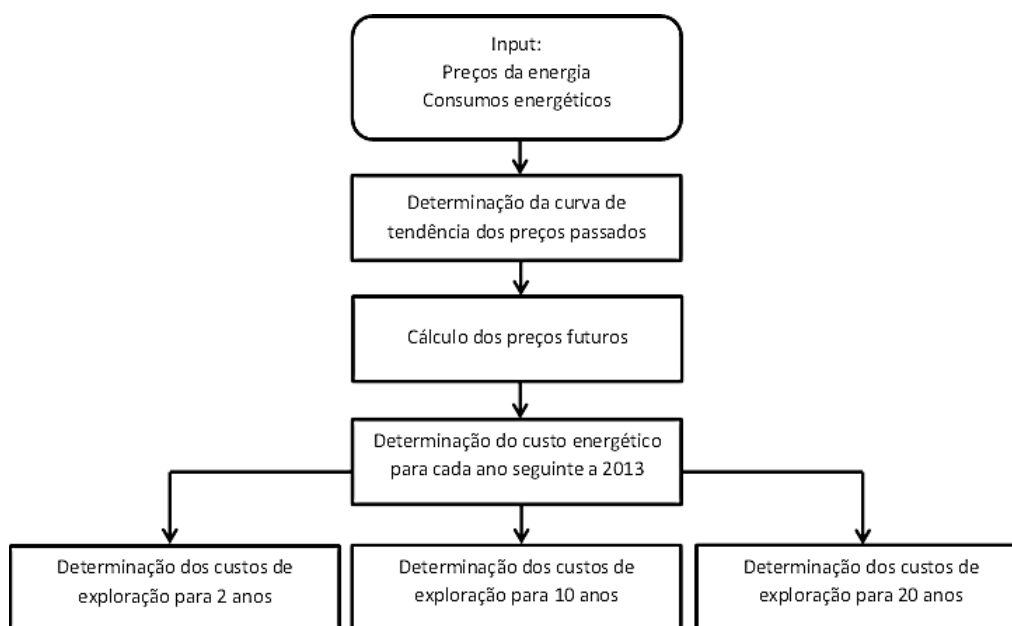 Input:
Preços da energia
Consumos energéticos
Determinação da curva de
tendência dos preços passados
Cálculo dos preços futuros
Determinação do custo energético
para cada ano seguinte a 2013
Determinação dos custos de
exploração para 2 anos
Determinação dos custos de
exploração para 10 anos
Determinação dos custos de
exploração para 20 anos